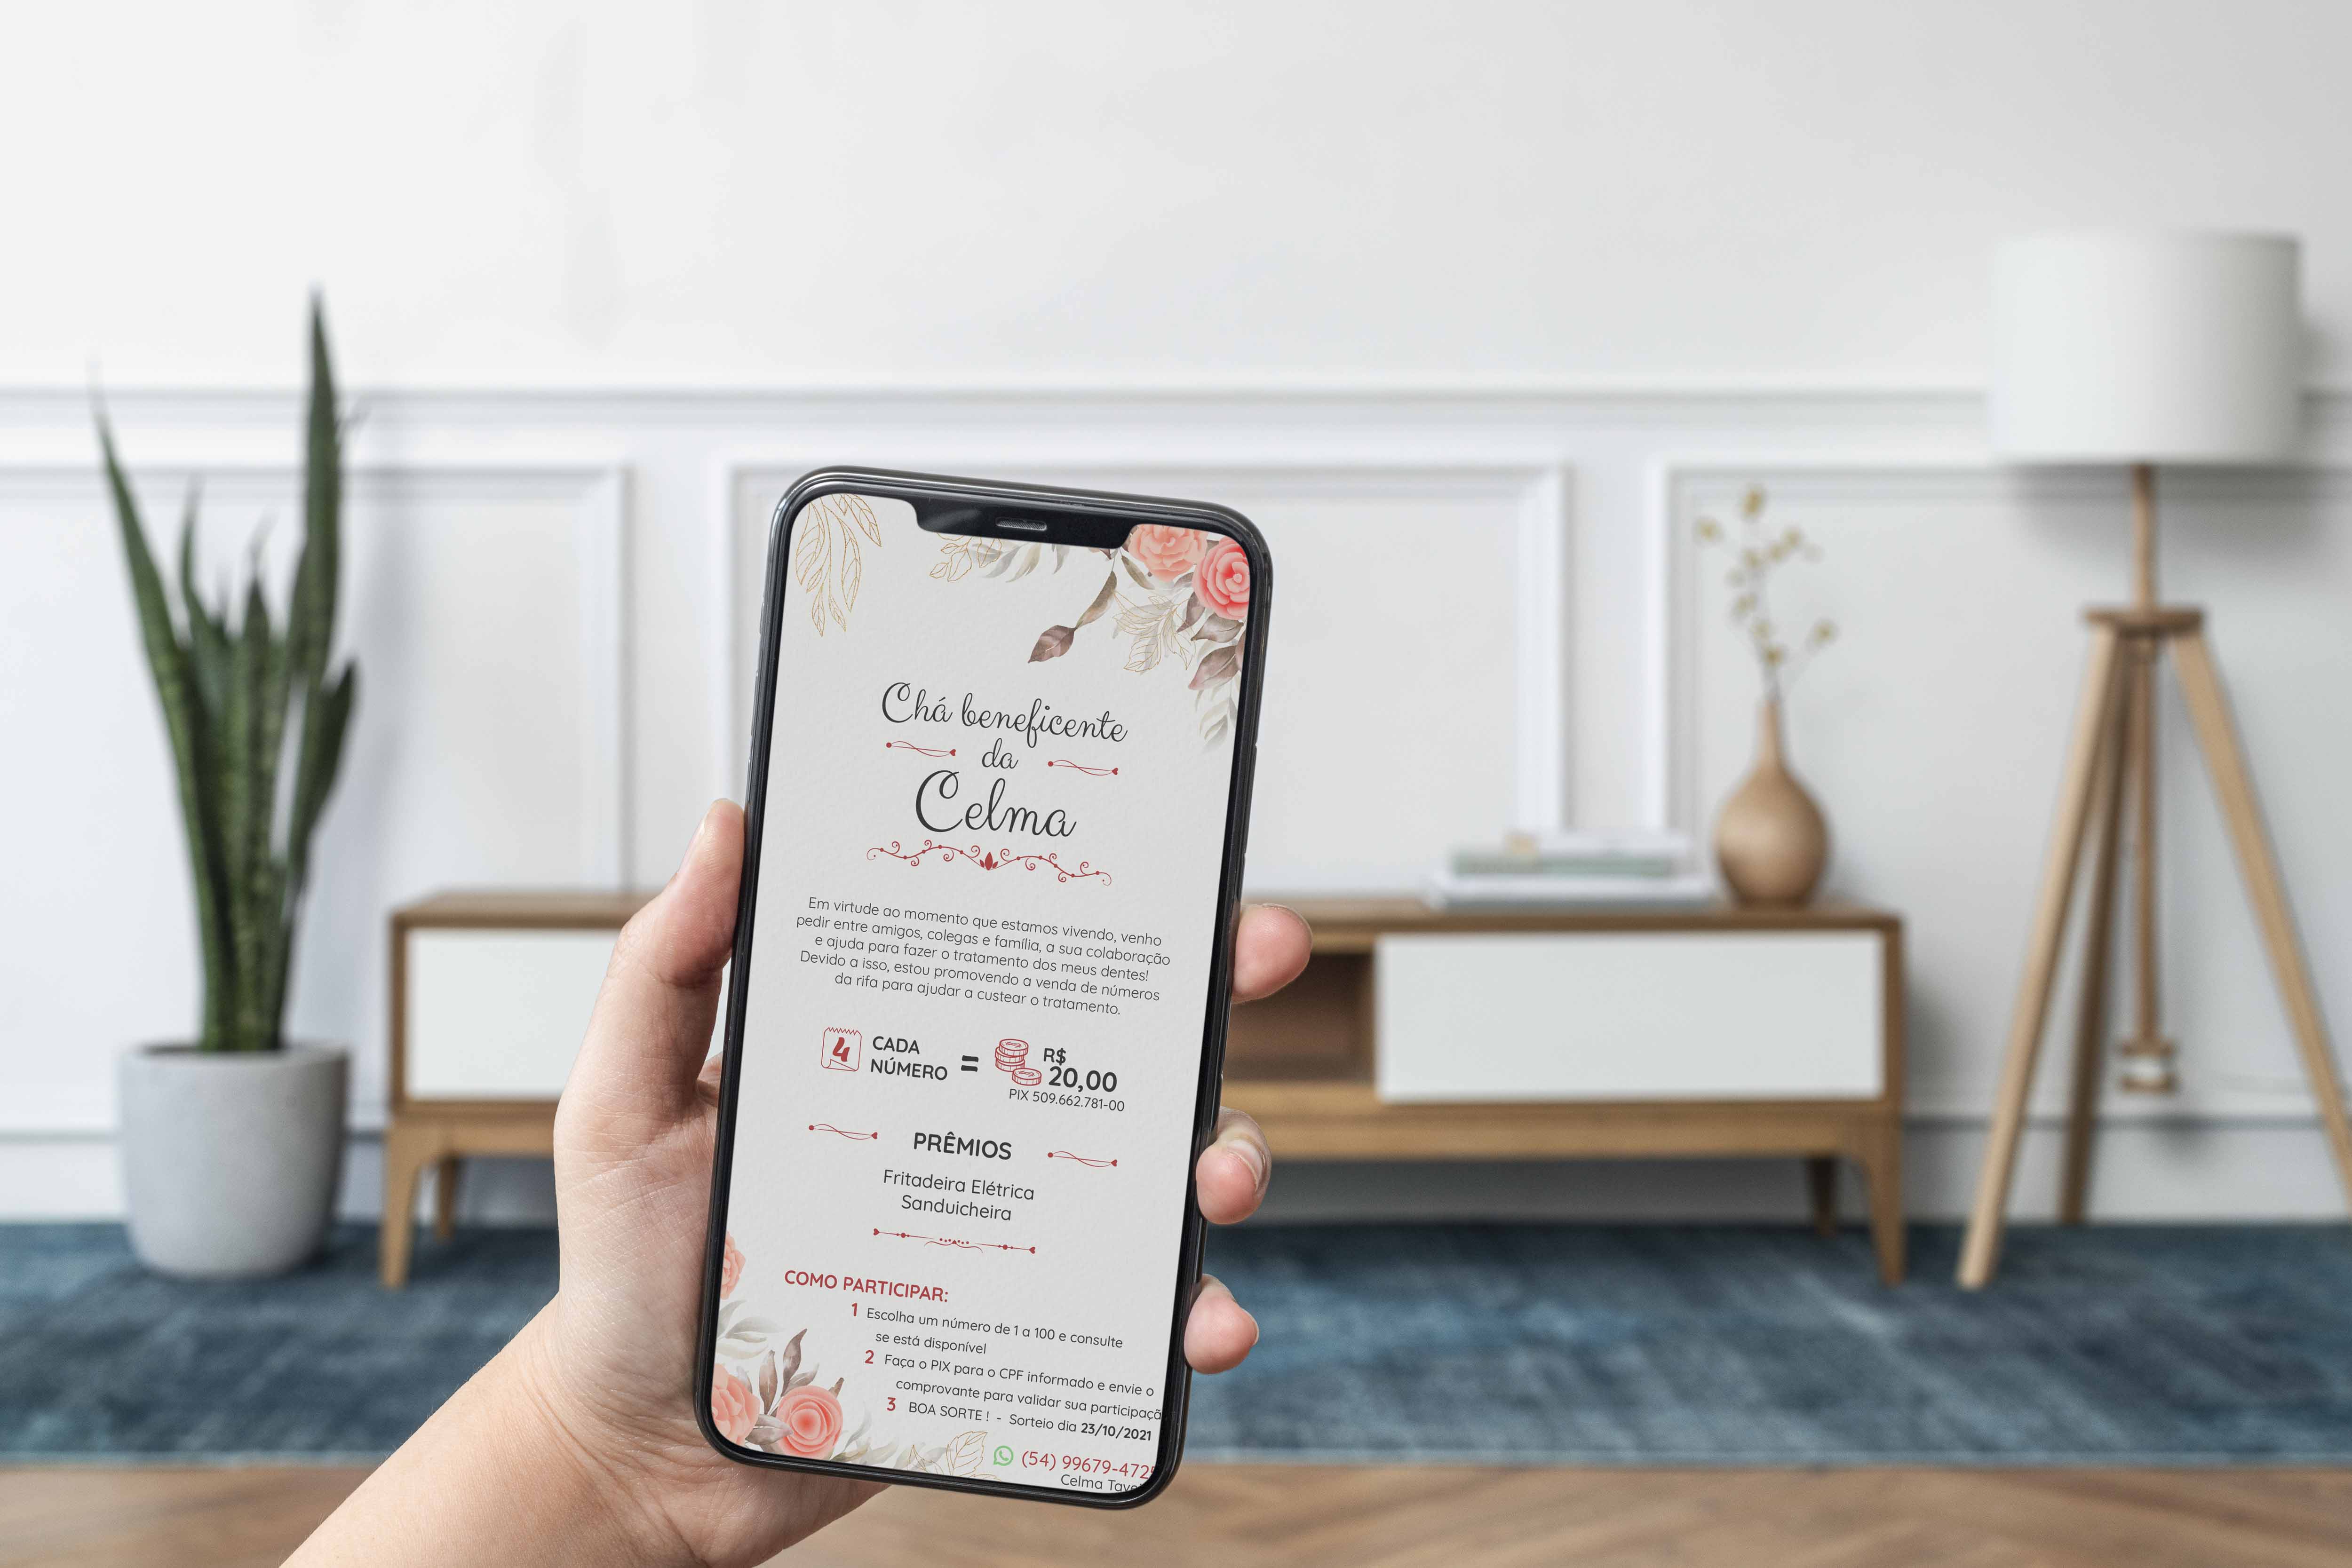 Chá beneficente
da
Celma
Em virtude ao momento que estamos vivendo, venho
pedir entre amigos, colegas e família, a sua colaboração
e ajuda para fazer o tratamento dos meus dentes!
Devido a isso, estou promovendo a venda de números
da rifa para ajudar a custear o tratamento.
4 CADA NÚMERO = R$ 20,00
PIX 509.662.781-00
PRÊMIOS
Fritadeira Elétrica
Sanduicheira
COMO PARTICIPAR:
1 Escolha um número de 1 a 100 e consulte
se está disponível
2 Faça o PIX para o CPF informado e envie o
comprovante para validar sua participaçã
3 BOA SORTE ! - Sorteio dia 23/10/2021
(54) 99679-472
Celma